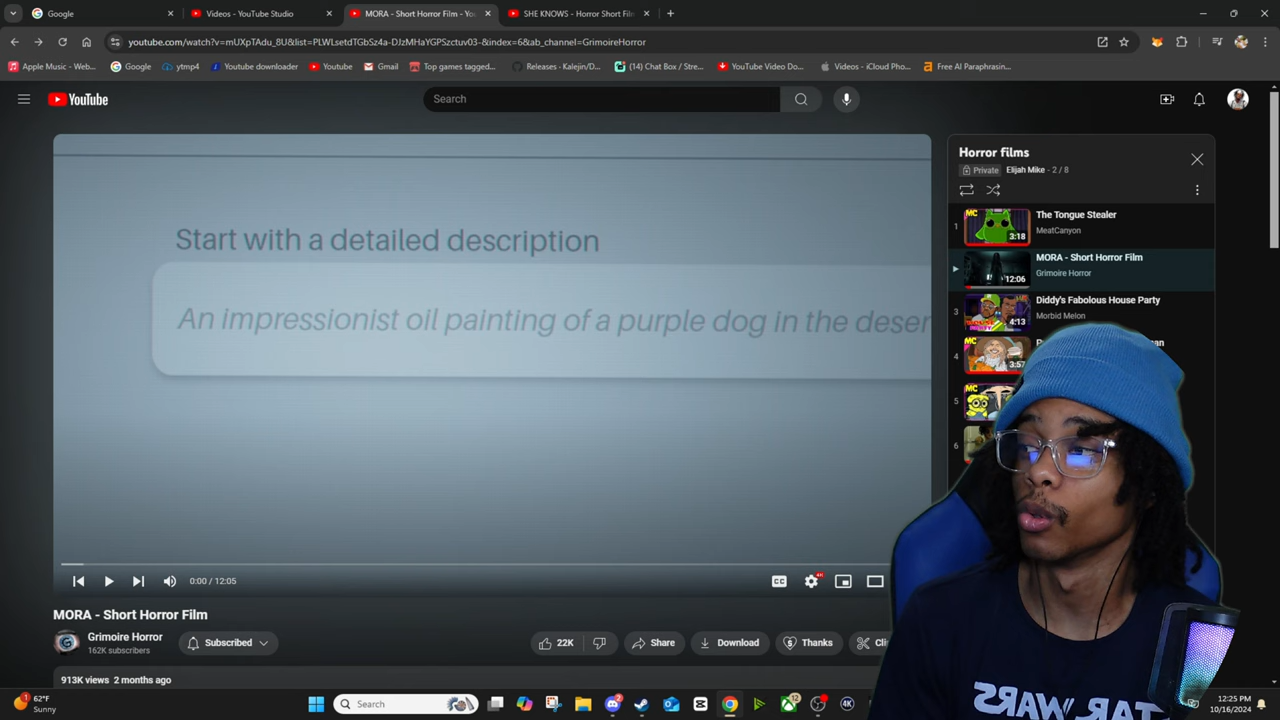 Google
Videos - YouTube Studio
MORA - Short Horror Film - Yo
SHE KNOWS - Horror Short Fil
youtube.com/watch?v=mUXpTAdu_8U&list=PLWLsetdTGbSz4a-DJzMHaYGPSzctuv03-&index=6&ab_channel=GrimoireHorror
Apple Music - Web...
Google
ytmp4
Youtube downloader
Youtube
Gmail
Top games tagged...
Releases · Kalejin/D...
(14) Chat Box / Stre...
YouTube Video Do...
Videos - iCloud Pho...
Free AI Paraphrasin...
YouTube
Search
Start with a detailed description
An impressionist oil painting of a purple in the deser
0:00 / 12:05
CC
MORA - Short Horror Film
Grimoire Horror
162K subscribers
Subscribed
22K
Share
Download
Thanks
Cli
913K views 2 months ago
Horror films
Private
Elijah Mike - 2 / 8
1
MC
3:18
The Tongue Stealer
MeatCanyon
12:06
MORA - Short Horror Film
Grimoire Horror
3
4:13
Diddy's Fabolous House Party
Morbid Melon
4
MC
3:57
an
5
MC
6
STAR WARS
62°F
Sunny
Search
12:25 PM
10/16/2024